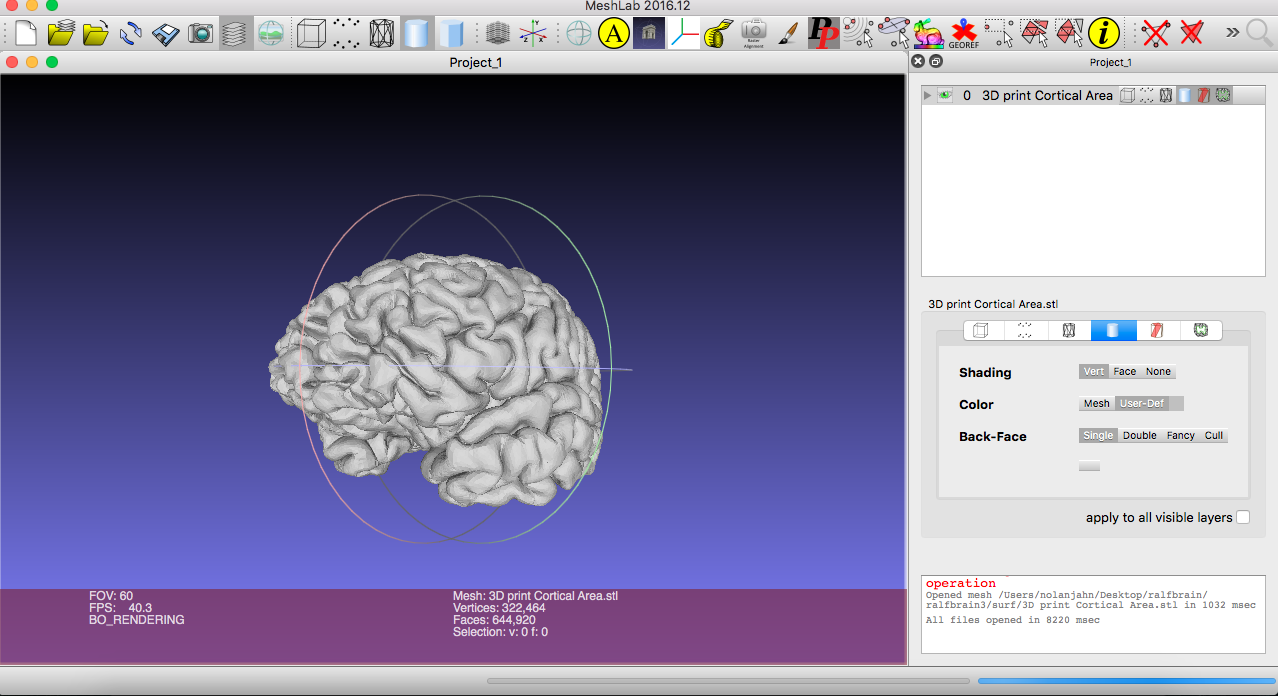 MeshLab 2016.12
A
PP
GEOREF
i
»
Project_1
Project_1
0 3D print Cortical Area
3D print Cortical Area.stl
Shading Vert Face None
Color Mesh User-Def
Back-Face Single Double Fancy Cull
apply to all visible layers
operation
Opened mesh /Users/nolanjahn/Desktop/ralfbrain/
ralfbrain3/surf/3D print Cortical Area.stl in 1032 msec
All files opened in 8220 msec
FOV: 60
FPS: 40.3
BO_RENDERING
Mesh: 3D print Cortical Area.stl
Vertices: 322,464
Faces: 644,920
Selection: v: 0 f: 0